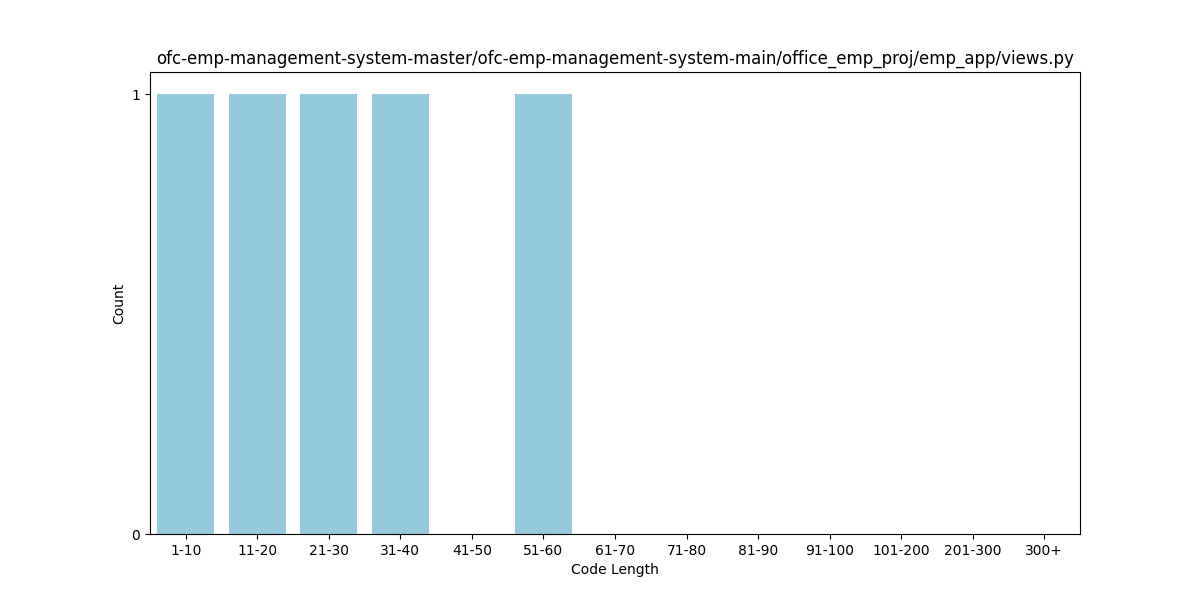 ofc-emp-management-system-master/ofc-emp-management-system-main/office_emp_proj/emp_app/views.py
1
Count
0
1-10 11-20 21-30 31-40 41-50 51-60 61-70 71-80 81-90 91-100 101-200 201-300 300+
Code Length